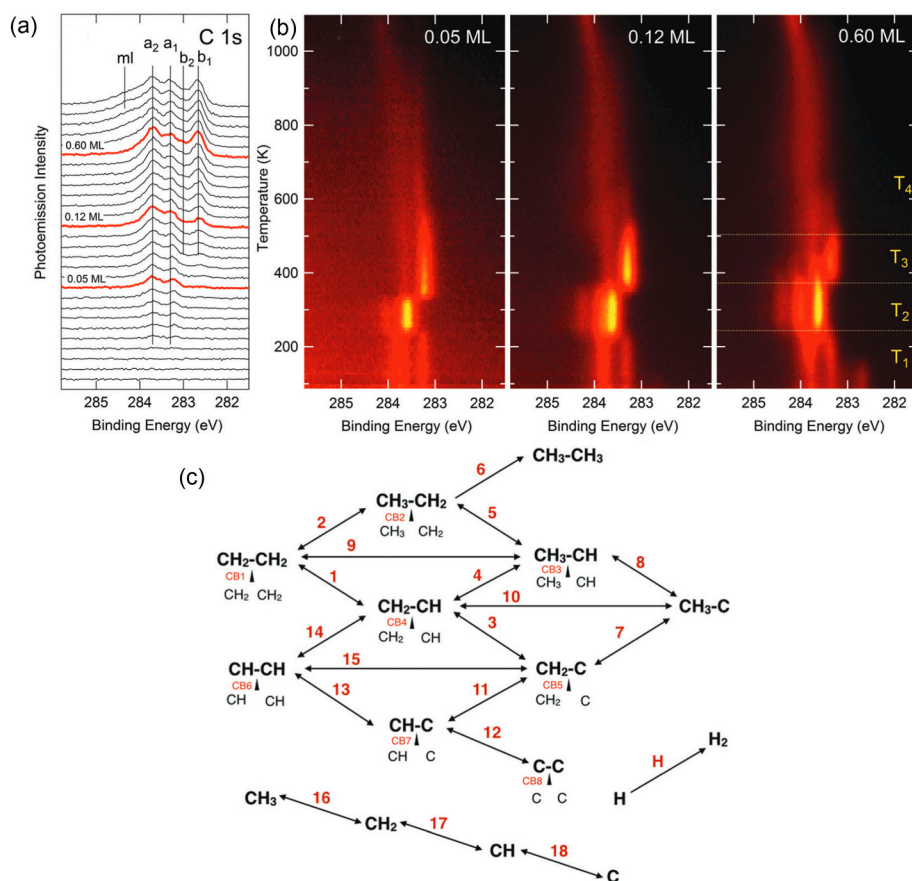 (a)
C 1s
a2 a1 b2 b1
ml
0.60 ML
0.12 ML
0.05 ML
Photoemission Intensity
285 284 283 282
Binding Energy (eV)
(b)
0.05 ML 0.12 ML 0.60 ML
1000
800
600
400
200
Temperature (K)
T4
T3
T2
T1
285 284 283 285 284 283 285 284 283 282
Binding Energy (eV) Binding Energy (eV) Binding Energy (eV)
(c)
CH3-CH3
6
CH3-CH2
CB2
CH3 CH2
2
5
9
CH2-CH2
CB1
CH2 CH2
CH3-CH
CB3
CH3 CH
8
1
4
10
CH2-CH
CB4
CH2 CH
CH3-C
14
3
7
15
CH-CH
CB6
CH CH
CH2-C
CB5
CH2 C
13
11
CH-C
CB7
CH C
12
C-C
CB8
C C
H2
H
H
CH3
16
CH2
17
CH
18
C